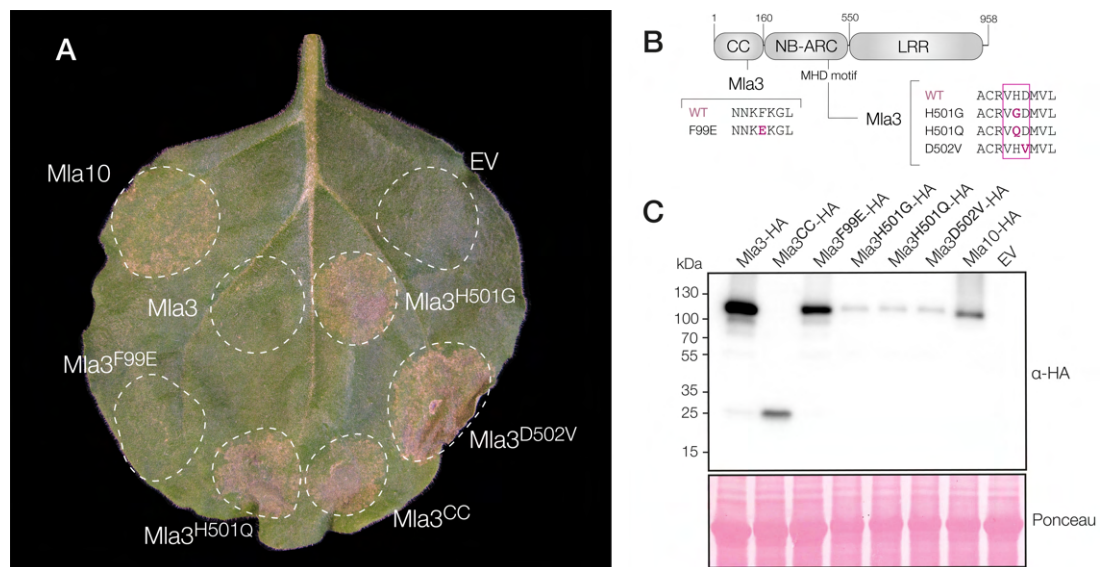 A
Mla10
EV
Mla3
Mla3H501G
Mla3F99E
Mla3D502V
Mla3H501Q
Mla3CC
B
1 160 550 958
CC NB-ARC LRR
MHD motif
Mla3
WT NNKFKGL
F99E NNKEKGL
Mla3
WT ACRVHDMVL
H501G ACRVGDMVL
H501Q ACRVQDMVL
D502V ACRVHVMVL
C
Mla3-HA
Mla3CC-HA
Mla3F99E-HA
Mla3H501G-HA
Mla3H501Q-HA
Mla3D502V-HA
Mla10-HA
EV
kDa
130
100
70
55
35
25
15
α-HA
Ponceau